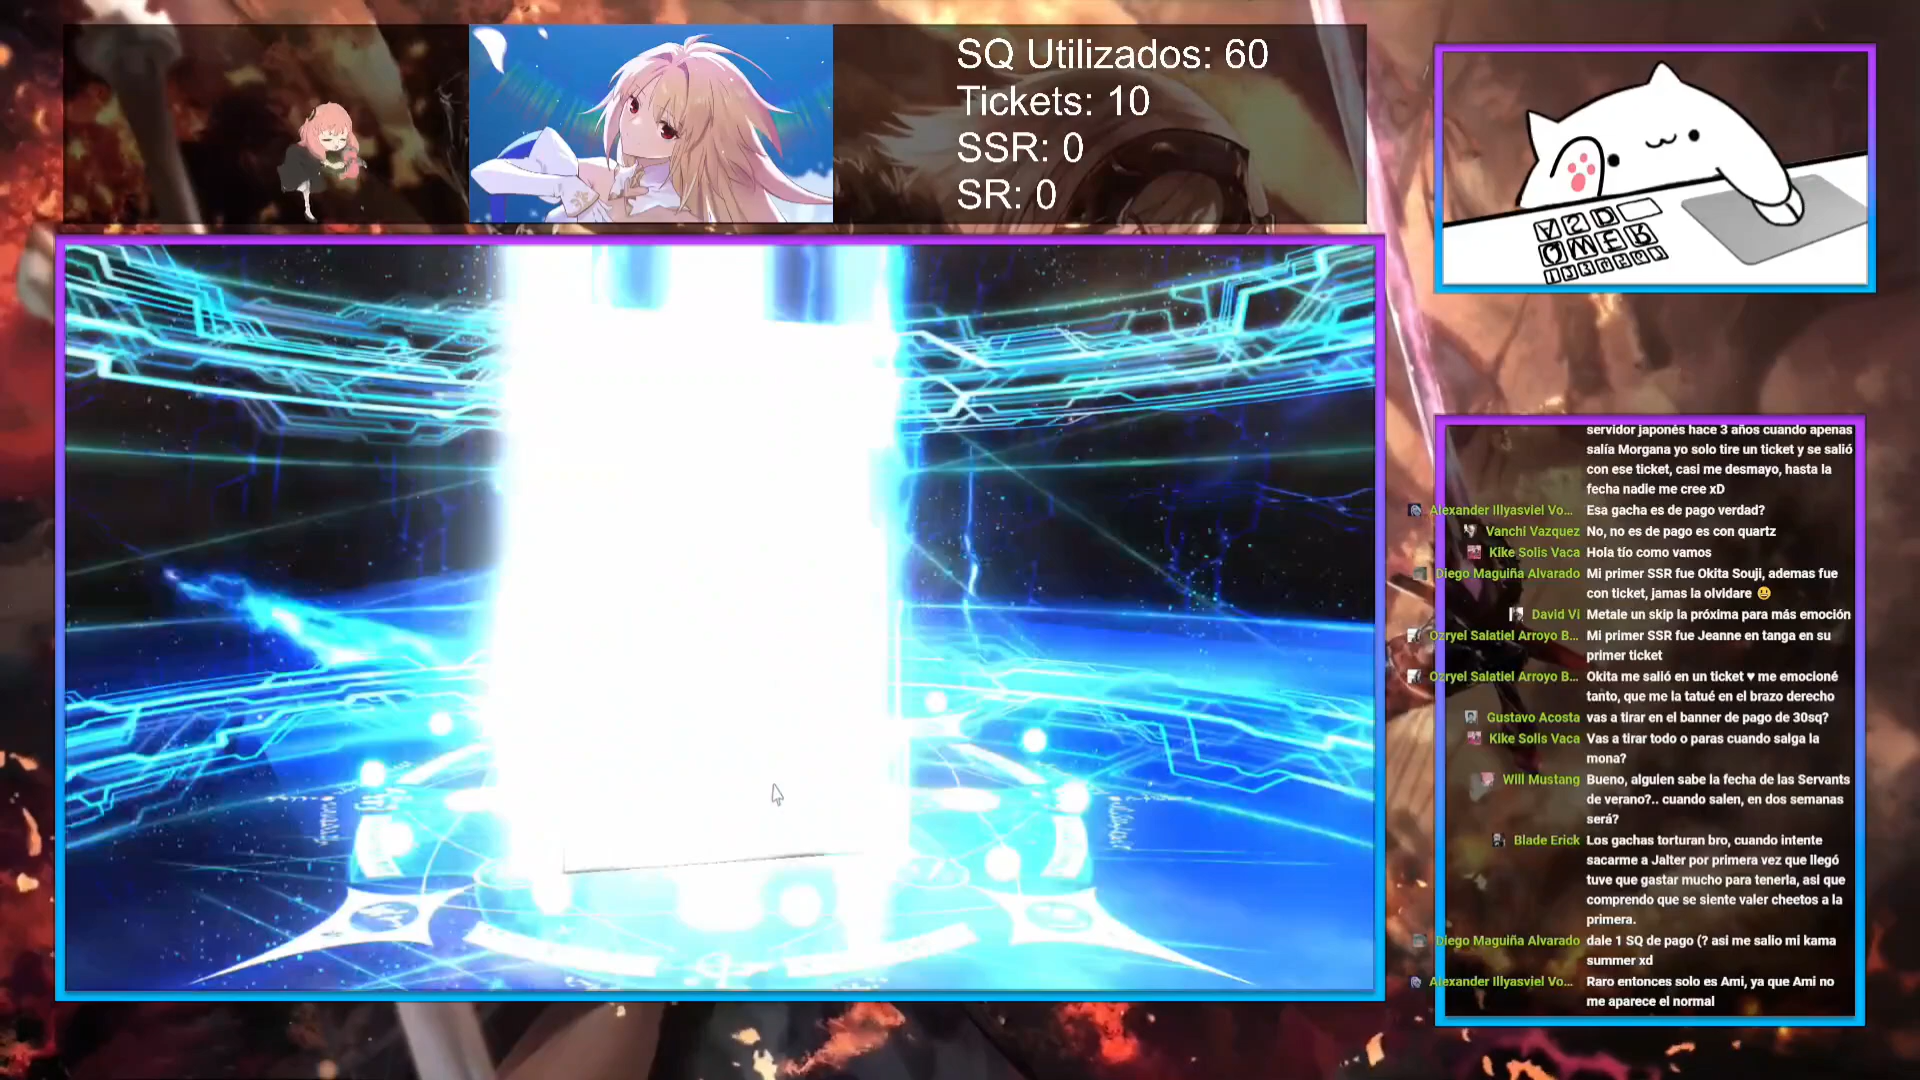 SQ Utilizados: 60
Tickets: 10
SSR: 0
SR: 0
servidor japonés hace 3 años cuando apenas
salía Morgana yo solo tire un ticket y se salió
con ese ticket, casi me desmayo, hasta la
fecha nadie me cree xD
Alexander Illyasviel Vo... Esa gacha es de pago verdad?
Vanchi Vazquez No, no es de pago es con quartz
Kike Solis Vaca Hola tío como vamos
Diego Maguiña Alvarado Mi primer SSR fue Okita Souji, ademas fue
con ticket, jamas la olvidare 😃
David Vi Metale un skip la próxima para más emoción
Ozryel Salatiel Arroyo B... Mi primer SSR fue Jeanne en tanga en su
primer ticket
Ozryel Salatiel Arroyo B... Okita me salió en un ticket ♥ me emocioné
tanto, que me la tatué en el brazo derecho
Gustavo Acosta vas a tirar en el banner de pago de 30sq?
Kike Solis Vaca Vas a tirar todo o paras cuando salga la
mona?
Will Mustang Bueno, alguien sabe la fecha de las Servants
de verano?.. cuando salen, en dos semanas
será?
Blade Erick Los gachas torturan bro, cuando intente
sacarme a Jalter por primera vez que llegó
tuve que gastar mucho para tenerla, asi que
comprendo que se siente valer cheetos a la
primera.
Diego Maguiña Alvarado dale 1 SQ de pago (? asi me salio mi kama
summer xd
Alexander Illyasviel Vo... Raro entonces solo es Ami, ya que Ami no
me aparece el normal